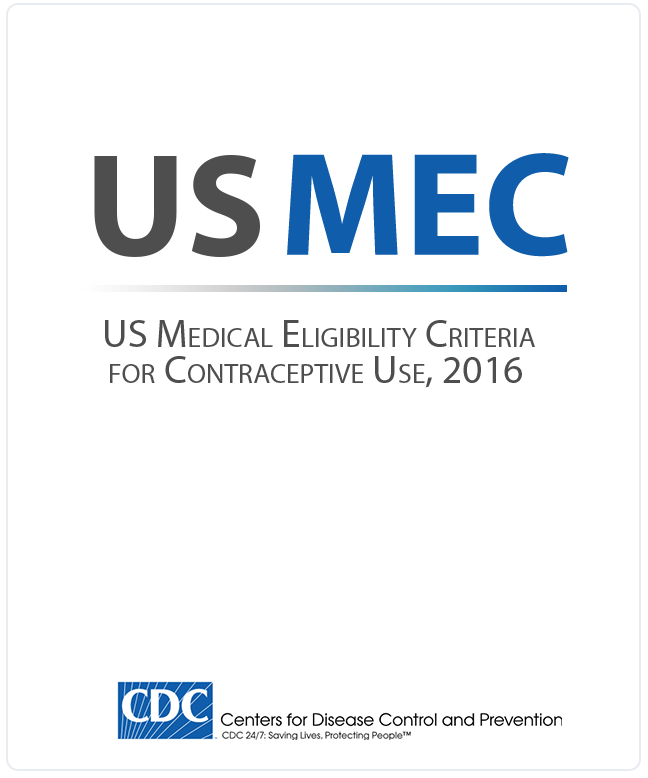 US MEC
US Medical Eligibility Criteria
for Contraceptive Use, 2016
CDC
Centers for Disease Control and Prevention
CDC 24/7: Saving Lives, Protecting People™